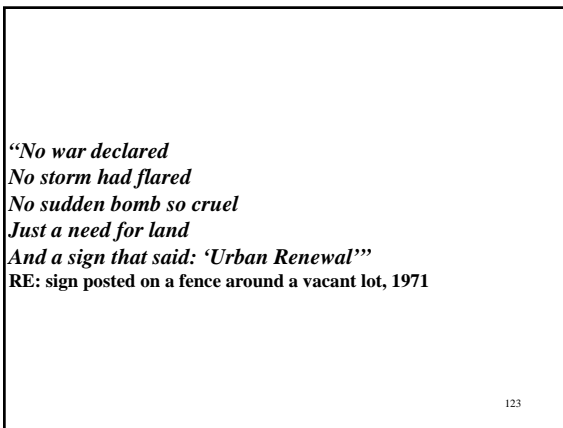 “No war declared
No storm had flared
No sudden bomb so cruel
Just a need for land
And a sign that said: ‘Urban Renewal’”
RE: sign posted on a fence around a vacant lot, 1971
123